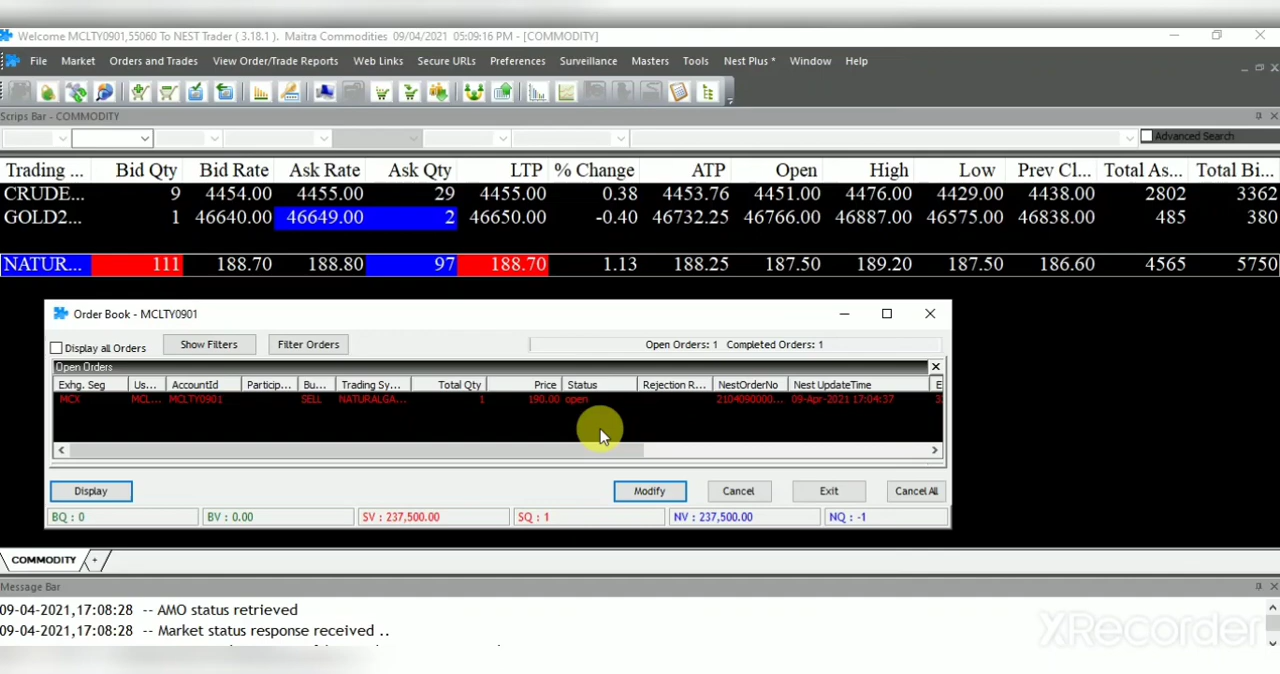 Welcome MCLTY0901,55060 To NEST Trader ( 3.18.1 ). Maitra Commodities 09/04/2021 05:09:16 PM - [COMMODITY]
File Market Orders and Trades View Order/Trade Reports Web Links Secure URLs Preferences Surveillance Masters Tools Nest Plus * Window Help
Scrips Bar - COMMODITY
Advanced Search
Trading ... Bid Qty Bid Rate Ask Rate Ask Qty LTP % Change ATP Open High Low Prev Cl... Total As... Total Bi...
CRUDE... 9 4454.00 4455.00 29 4455.00 0.38 4453.76 4451.00 4476.00 4429.00 4438.00 2802 3362
GOLD2... 1 46640.00 46649.00 2 46650.00 -0.40 46732.25 46766.00 46887.00 46575.00 46838.00 485 380
NATUR... 111 188.70 188.80 97 188.70 1.13 188.25 187.50 189.20 187.50 186.60 4565 5750
Order Book - MCLTY0901
Display all Orders Show Filters Filter Orders Open Orders: 1 Completed Orders: 1
Open Orders
Exhg. Seg Us... AccountId Particip... Bu... Trading Sy... Total Qty Price Status Rejection R... NestOrderNo Nest UpdateTime E
MCX MCL... MCLTY0901 SELL NATURALGA... 1 190.00 open 2104090000... 09-Apr-2021 17:04:37
Display Modify Cancel Exit Cancel All
BQ : 0 BV : 0.00 SV : 237,500.00 SQ : 1 NV : 237,500.00 NQ : -1
COMMODITY +
Message Bar
09-04-2021,17:08:28 -- AMO status retrieved
09-04-2021,17:08:28 -- Market status response received ..
XRecorder